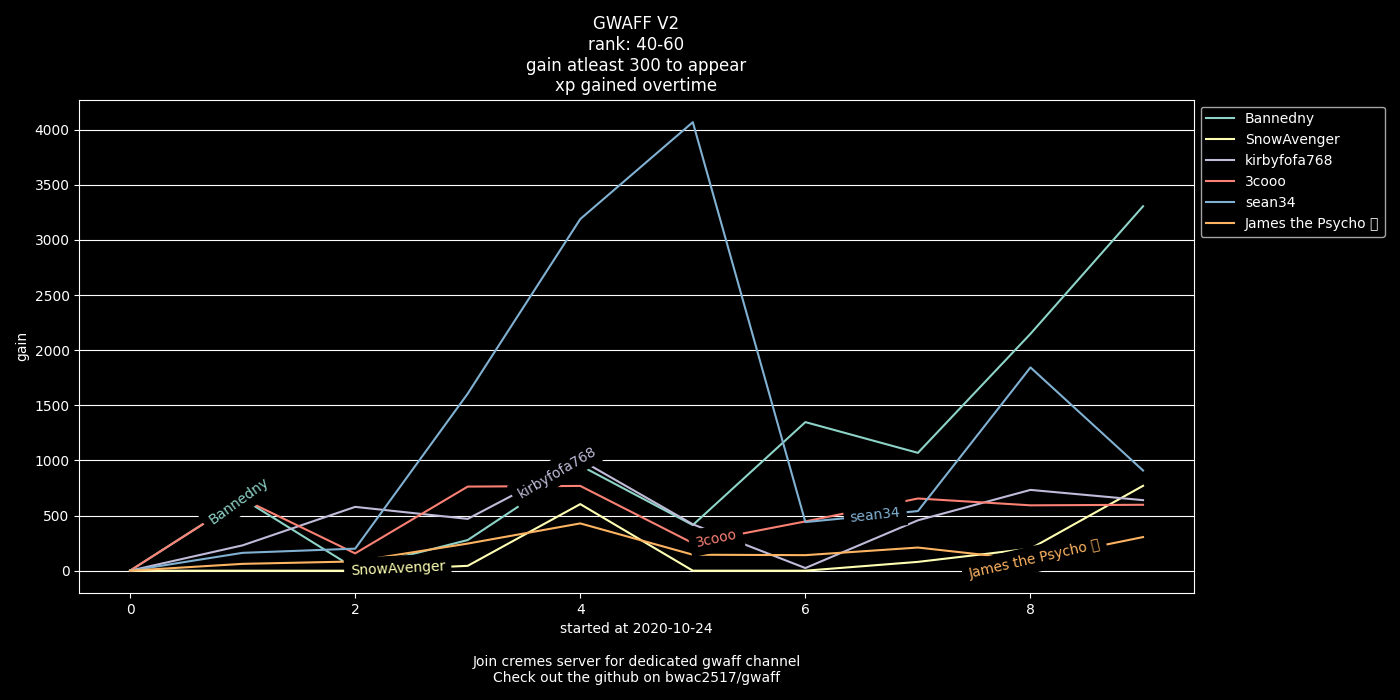 GWAFF V2
rank: 40-60
gain atleast 300 to appear
xp gained overtime
gain
4000
3500
3000
2500
2000
1500
1000
500
0
0
2
4
6
8
Bannedny
SnowAvenger
kirbyfofa768
3cooo
sean34
James the Psycho
Bannedny
SnowAvenger
kirbyfofa768
3cooo
sean34
James the Psycho
started at 2020-10-24
Join cremes server for dedicated gwaff channel
Check out the github on bwac2517/gwaff